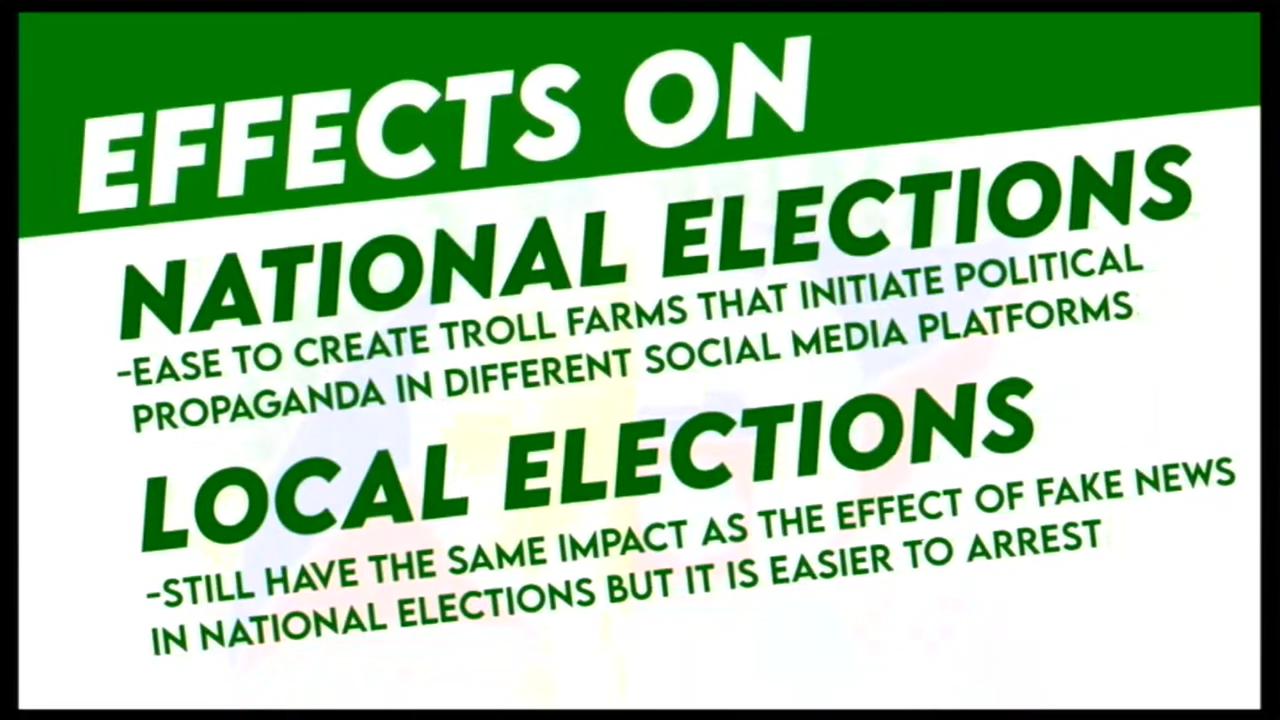 EFFECTS ON
NATIONAL ELECTIONS
-EASE TO CREATE TROLL FARMS THAT INITIATE POLITICAL
PROPAGANDA IN DIFFERENT SOCIAL MEDIA PLATFORMS
LOCAL ELECTIONS
-STILL HAVE THE SAME IMPACT AS THE EFFECT OF FAKE NEWS
IN NATIONAL ELECTIONS BUT IT IS EASIER TO ARREST